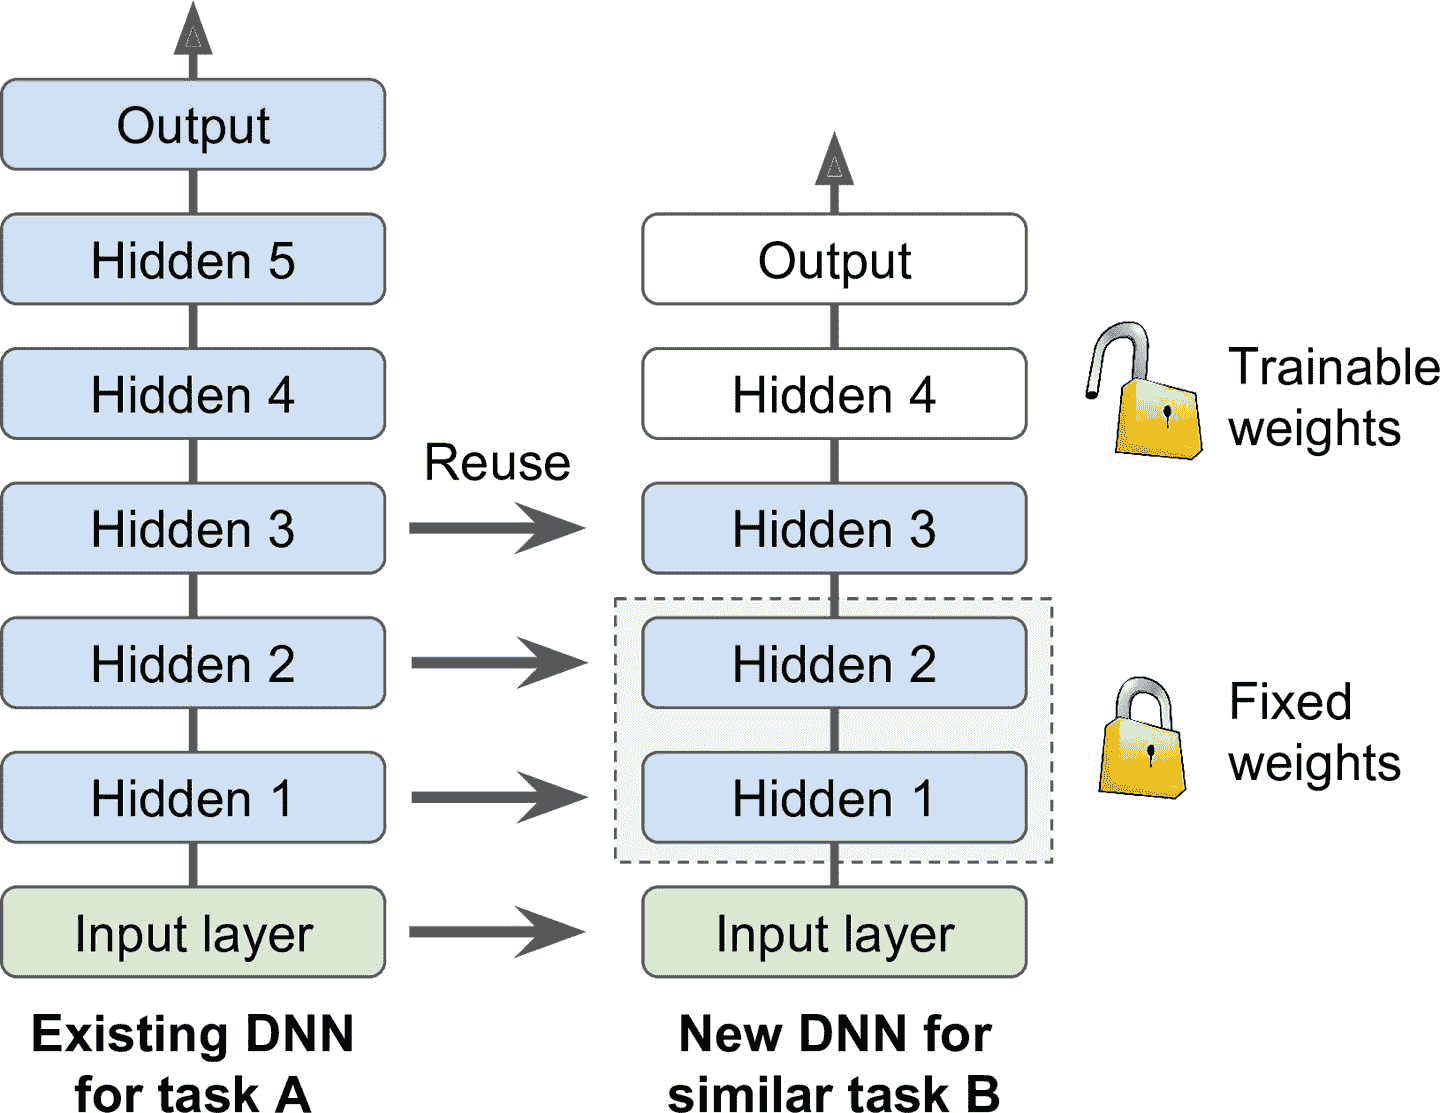 Output
Hidden 5
Hidden 4
Hidden 3
Hidden 2
Hidden 1
Input layer
Existing DNN
for task A
Reuse
Output
Hidden 4
Hidden 3
Hidden 2
Hidden 1
Input layer
New DNN for
similar task B
Trainable
weights
Fixed
weights